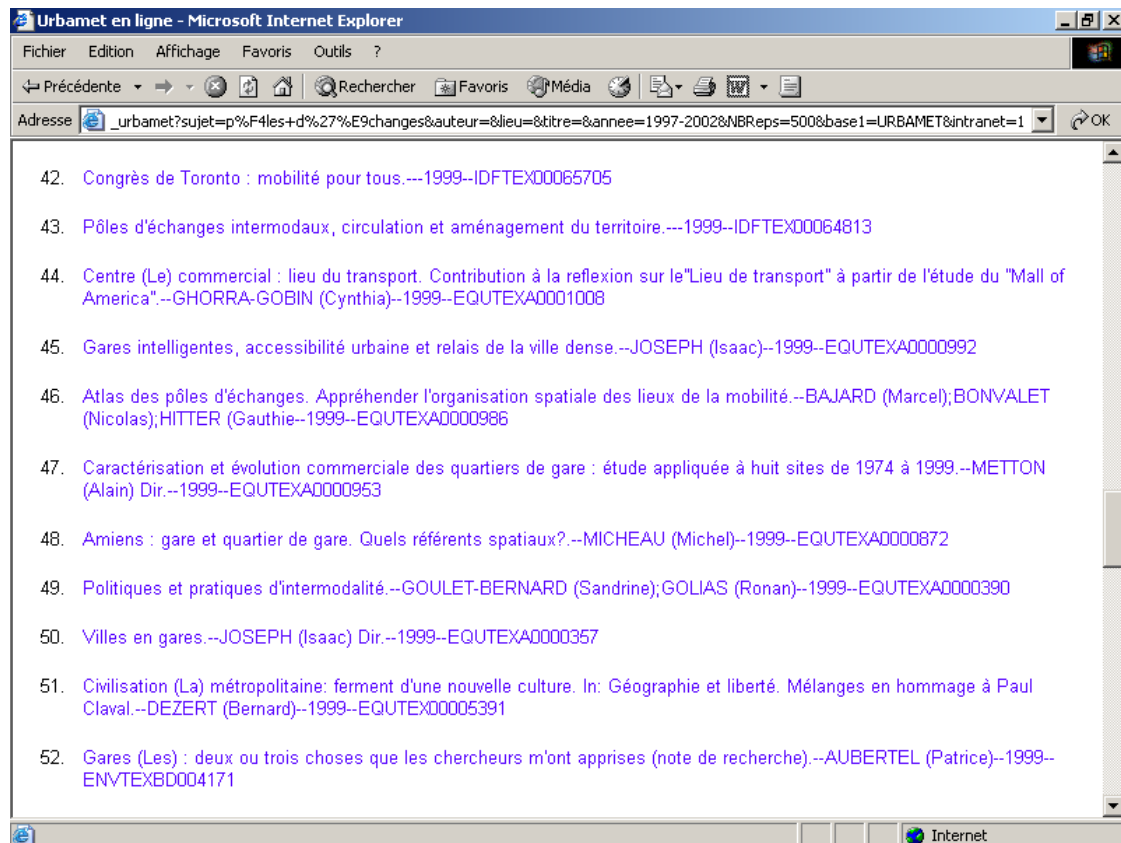 Urbamet en ligne - Microsoft Internet Explorer
Fichier Edition Affichage Favoris Outils ?
Précédente Rechercher Favoris Média
Adresse _urbamet?sujet=p%F4les+d%27%E9changes&auteur=&lieu=&titre=&annee=1997-2002&NBReps=500&base1=URBAMET&intranet=1 OK
42. Congrès de Toronto : mobilité pour tous.---1999--IDFTEX00065705
43. Pôles d'échanges intermodaux, circulation et aménagement du territoire.---1999--IDFTEX00064813
44. Centre (Le) commercial : lieu du transport. Contribution à la reflexion sur le"Lieu de transport" à partir de l'étude du "Mall of
America".--GHORRA-GOBIN (Cynthia)--1999--EQUTEXA0001008
45. Gares intelligentes, accessibilité urbaine et relais de la ville dense.--JOSEPH (Isaac)--1999--EQUTEXA0000992
46. Atlas des pôles d'échanges. Appréhender l'organisation spatiale des lieux de la mobilité.--BAJARD (Marcel);BONVALET
(Nicolas);HITTER (Gauthie--1999--EQUTEXA0000986
47. Caractérisation et évolution commerciale des quartiers de gare : étude appliquée à huit sites de 1974 à 1999.--METTON
(Alain) Dir.--1999--EQUTEXA0000953
48. Amiens : gare et quartier de gare. Quels référents spatiaux?.--MICHEAU (Michel)--1999--EQUTEXA0000872
49. Politiques et pratiques d'intermodalité.--GOULET-BERNARD (Sandrine);GOLIAS (Ronan)--1999--EQUTEXA0000390
50. Villes en gares.--JOSEPH (Isaac) Dir.--1999--EQUTEXA0000357
51. Civilisation (La) métropolitaine: ferment d'une nouvelle culture. In: Géographie et liberté. Mélanges en hommage à Paul
Claval.--DEZERT (Bernard)--1999--EQUTEX00005391
52. Gares (Les) : deux ou trois choses que les chercheurs m'ont apprises (note de recherche).--AUBERTEL (Patrice)--1999--
ENVTEXBD004171
Internet